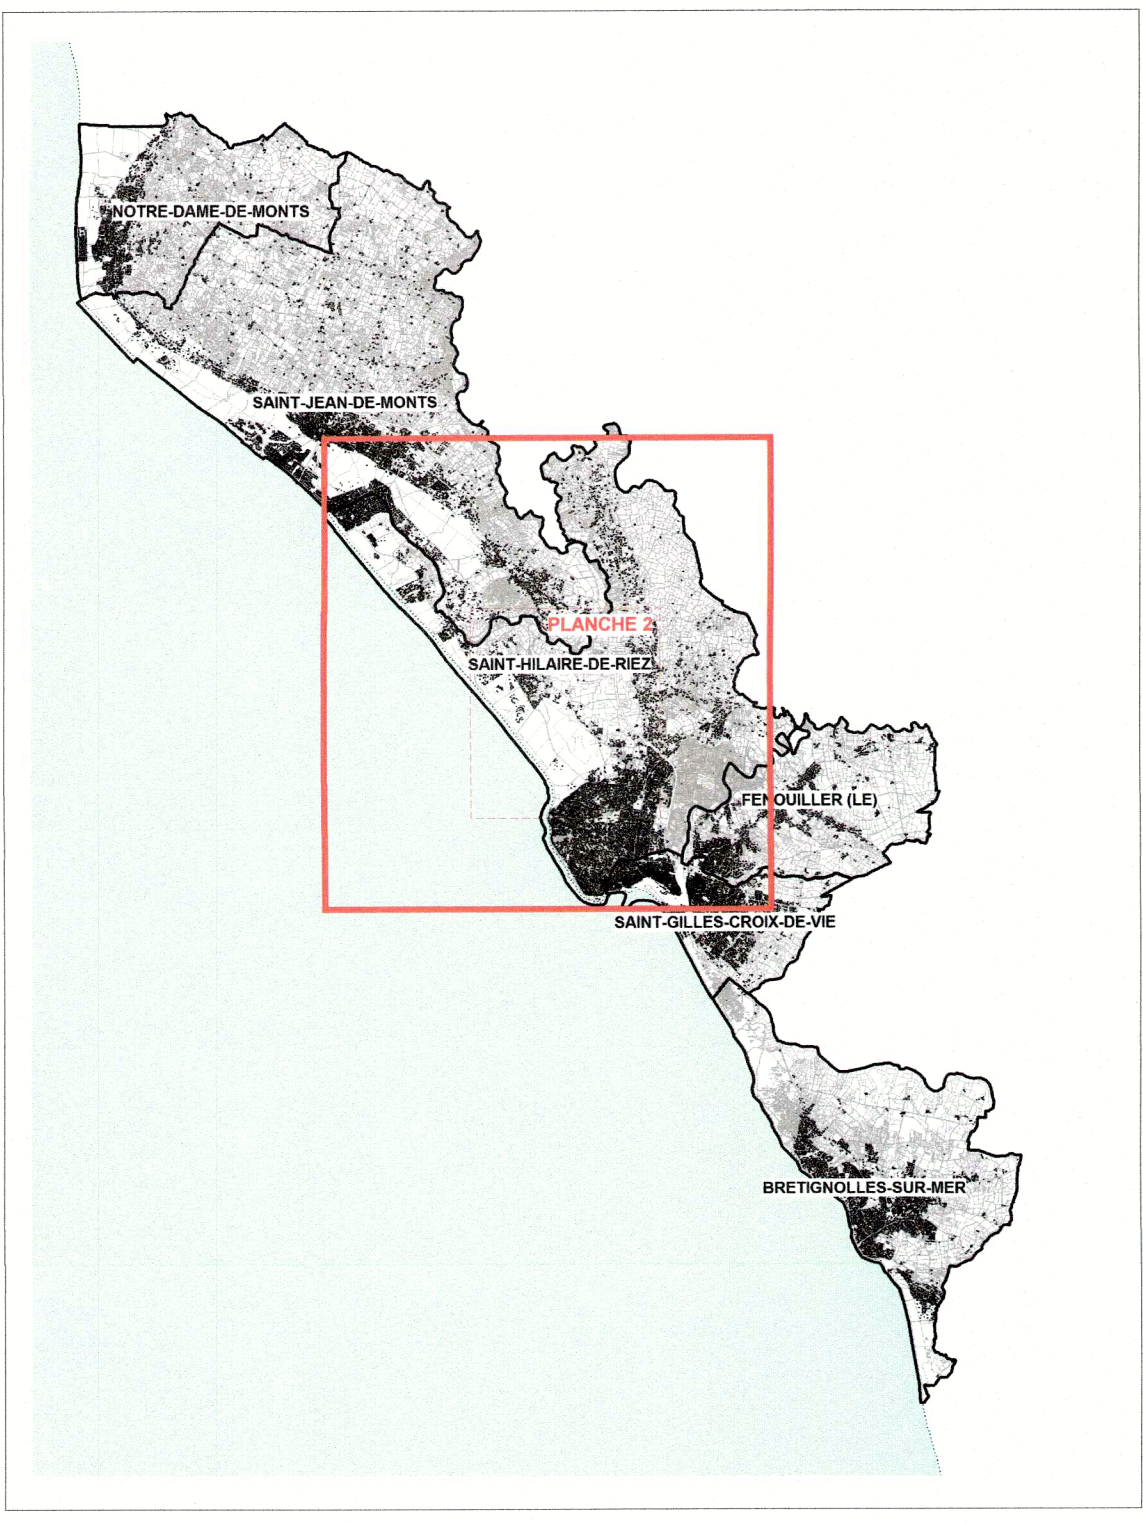 NOTRE-DAME-DE-MONTS
SAINT-JEAN-DE-MONTS
PLANCHE 2
SAINT-HILAIRE-DE-RIEZ
FENOUILLER (LE)
SAINT-GILLES-CROIX-DE-VIE
BRETIGNOLLES-SUR-MER